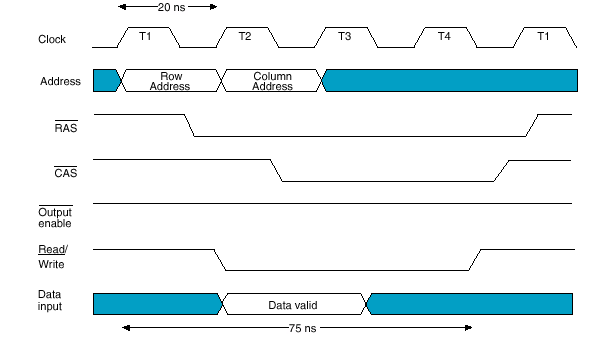 20 ns
Clock T1 T2 T3 T4 T1
Address Row Address Column Address
RAS
CAS
Output
enable
Read/
Write
Data
input Data valid
75 ns